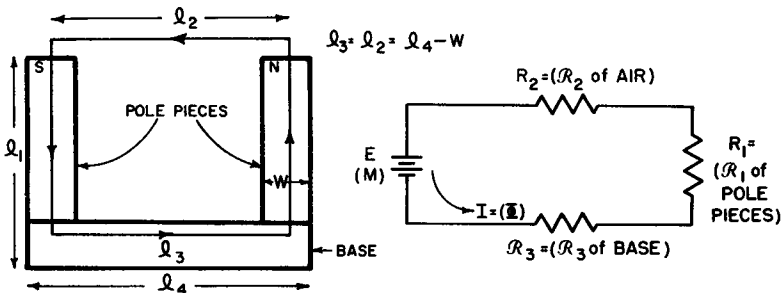 ℓ₂
ℓ₃ = ℓ₂ = ℓ₄ – W
S
N
POLE PIECES
ℓ₁
W
ℓ₃
BASE
ℓ₄
R₂=(ℛ₂ of AIR)
E
(M)
I=(Φ)
R₁=
(ℛ₁ of
POLE
PIECES)
ℛ₃=(ℛ₃ of BASE)